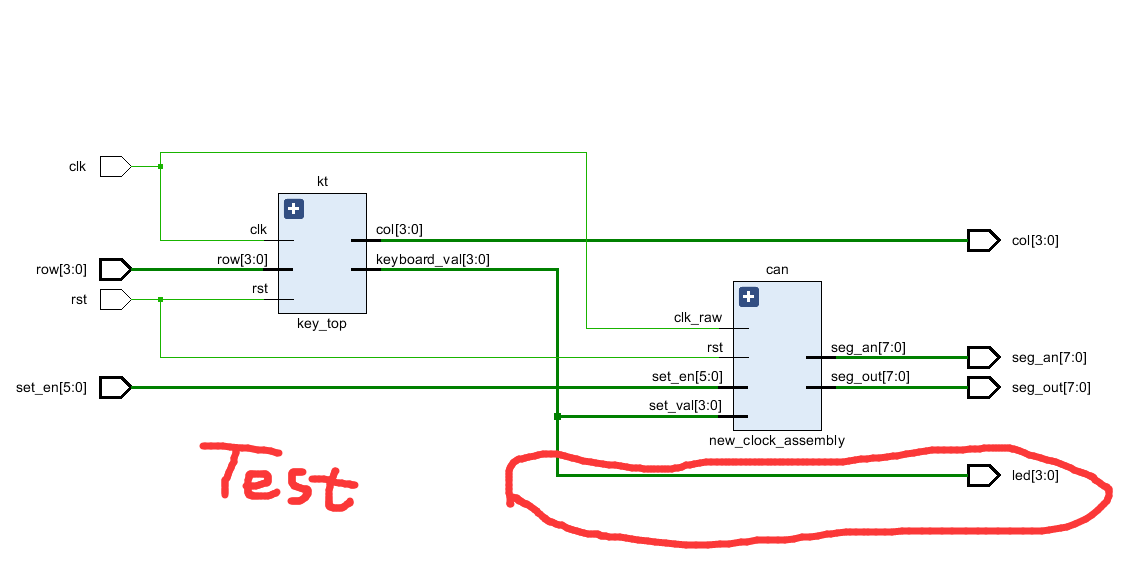 clk
kt
clk
col[3:0]
col[3:0]
row[3:0]
row[3:0]
keyboard_val[3:0]
rst
rst
key_top
can
clk_raw
rst
seg_an[7:0]
seg_an[7:0]
set_en[5:0]
set_en[5:0]
seg_out[7:0]
seg_out[7:0]
set_val[3:0]
new_clock_assembly
Test
led[3:0]